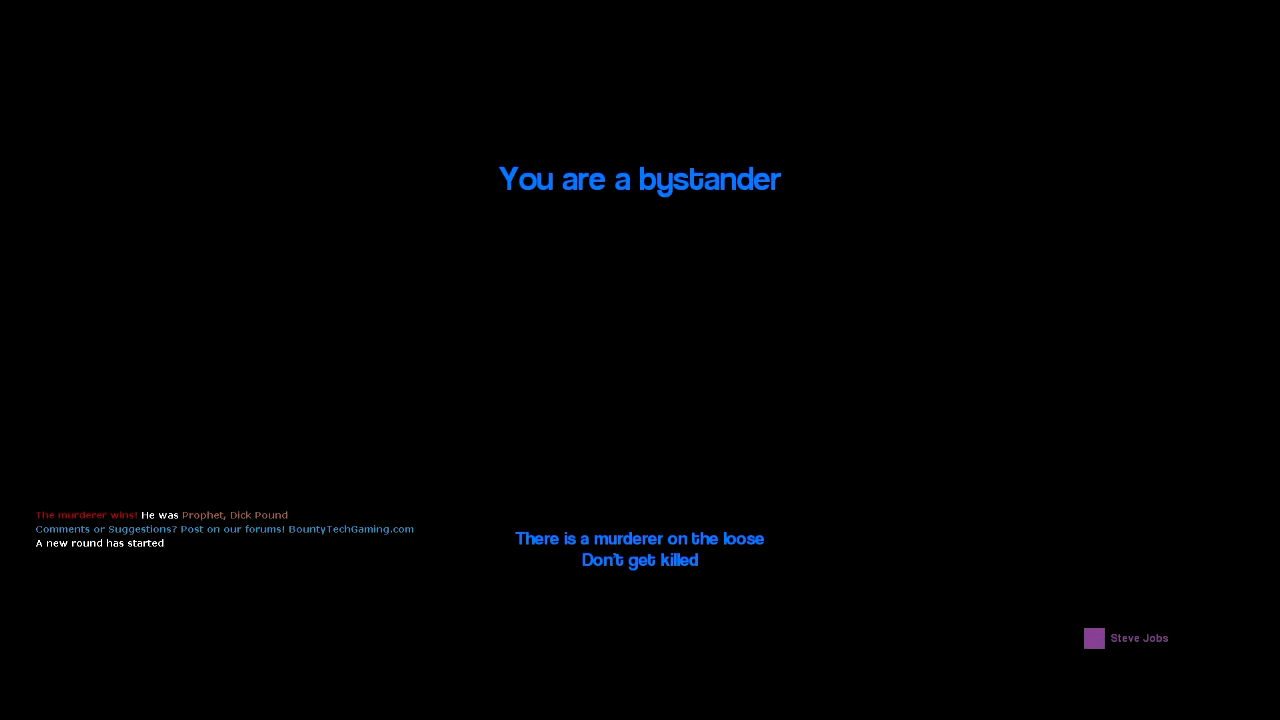 You are a bystander
The murderer wins! He was Prophet, Dick Pound
Comments or Suggestions? Post on our forums! BountyTechGaming.com
A new round has started
There is a murderer on the loose
Don't get killed
Steve Jobs